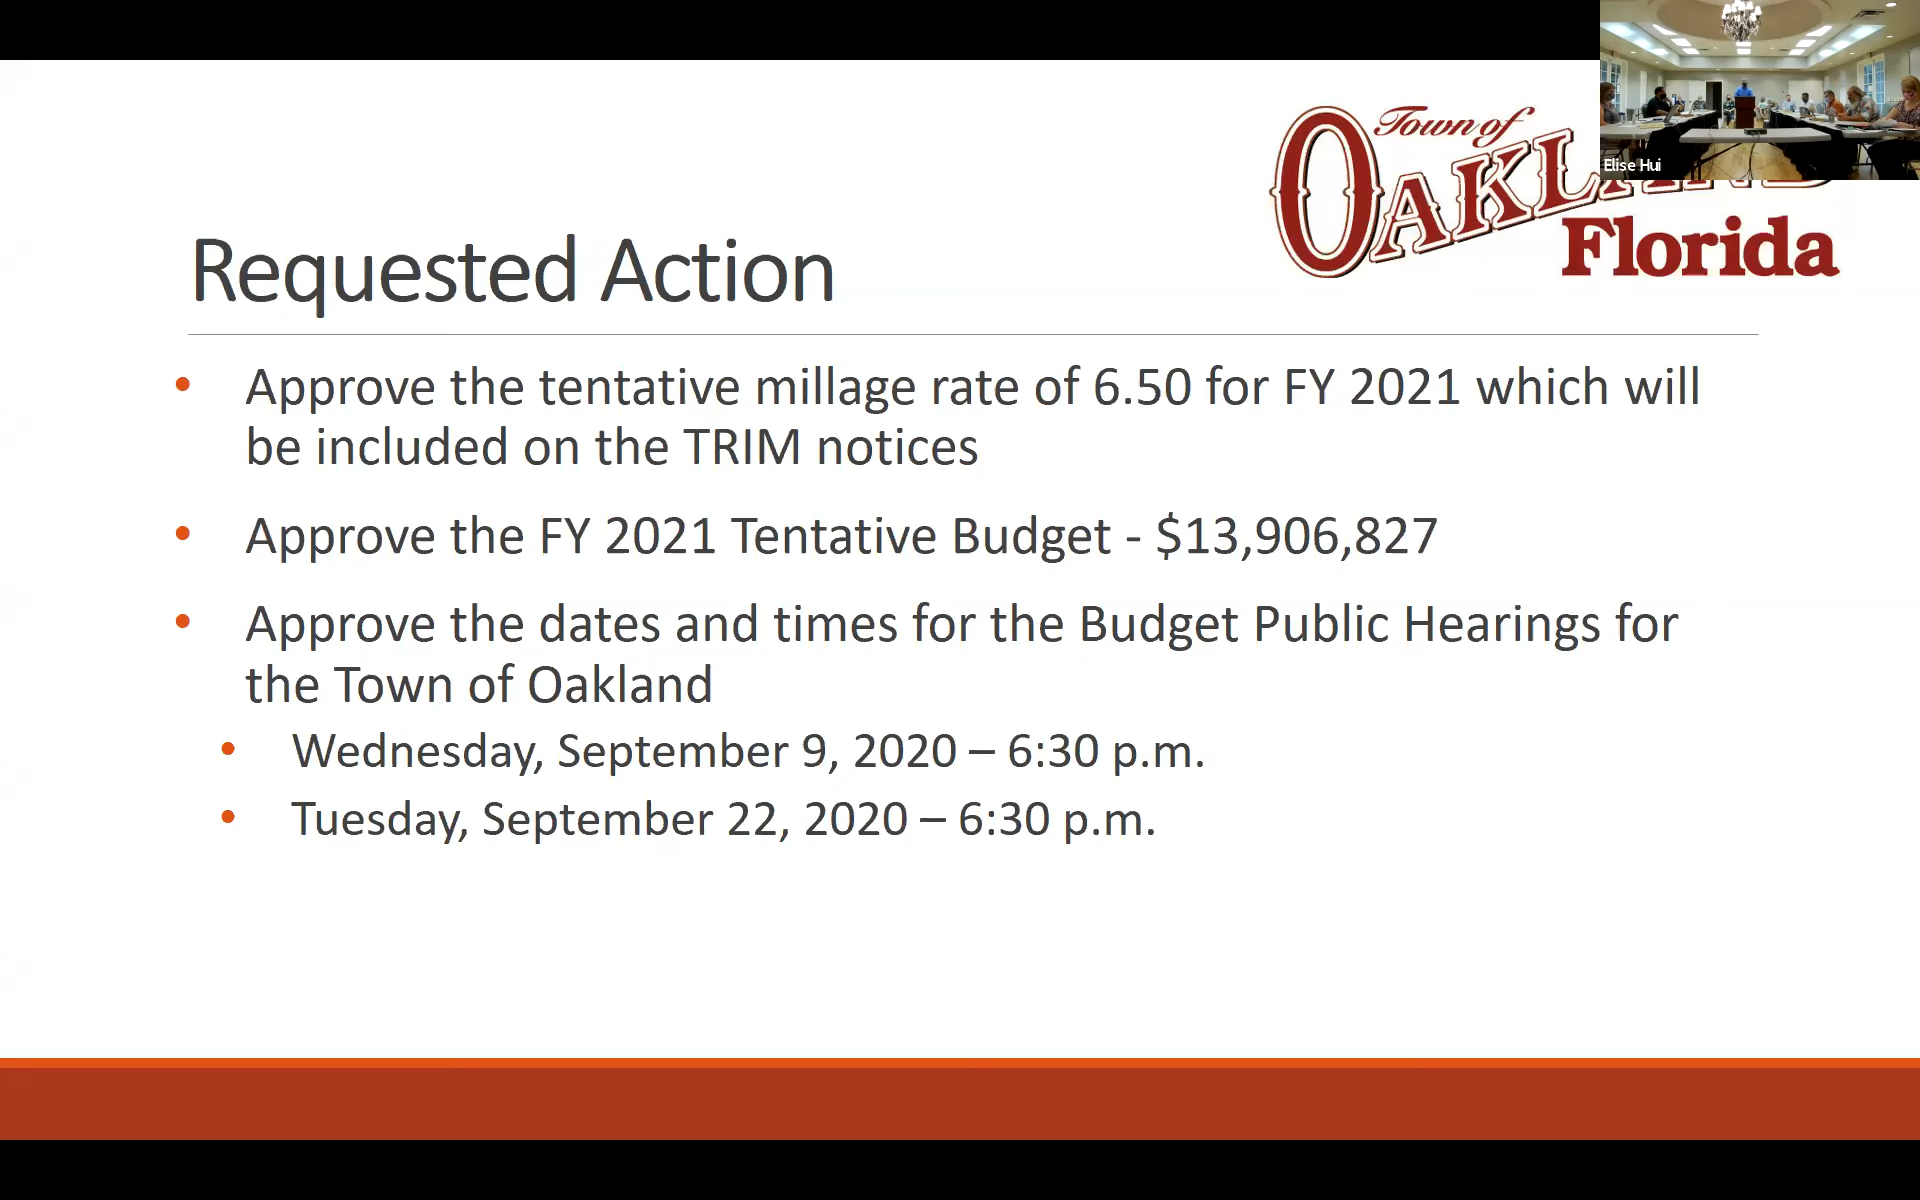 Town of
OAKL
Florida
Elise Hui
Requested Action
• Approve the tentative millage rate of 6.50 for FY 2021 which will
be included on the TRIM notices
• Approve the FY 2021 Tentative Budget - $13,906,827
• Approve the dates and times for the Budget Public Hearings for
the Town of Oakland
• Wednesday, September 9, 2020 – 6:30 p.m.
• Tuesday, September 22, 2020 – 6:30 p.m.